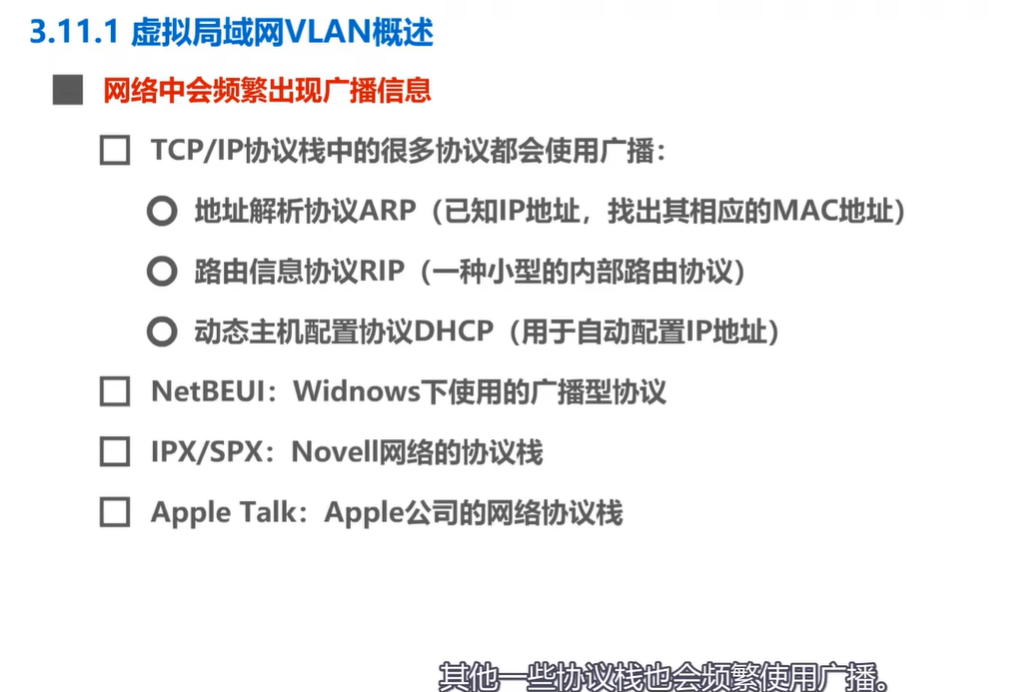 3.11.1 虚拟局域网VLAN概述
网络中会频繁出现广播信息
TCP/IP协议栈中的很多协议都会使用广播：
地址解析协议ARP（已知IP地址，找出其相应的MAC地址）
路由信息协议RIP（一种小型的内部路由协议）
动态主机配置协议DHCP（用于自动配置IP地址）
NetBEUI：Widnows下使用的广播型协议
IPX/SPX：Novell网络的协议栈
Apple Talk：Apple公司的网络协议栈
其他一些协议栈也会频繁使用广播。